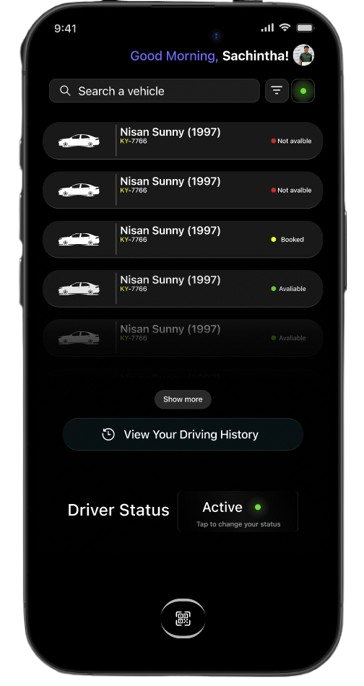 9:41
Good Morning, Sachintha!
Search a vehicle
Nisan Sunny (1997)
KY-7766
Not avalble
Nisan Sunny (1997)
KY-7766
Not avalble
Nisan Sunny (1997)
KY-7766
Booked
Nisan Sunny (1997)
KY-7766
Avaliable
Nisan Sunny (1997)
KY-7766
Avaliable
Show more
View Your Driving History
Driver Status
Active
Tap to change your status